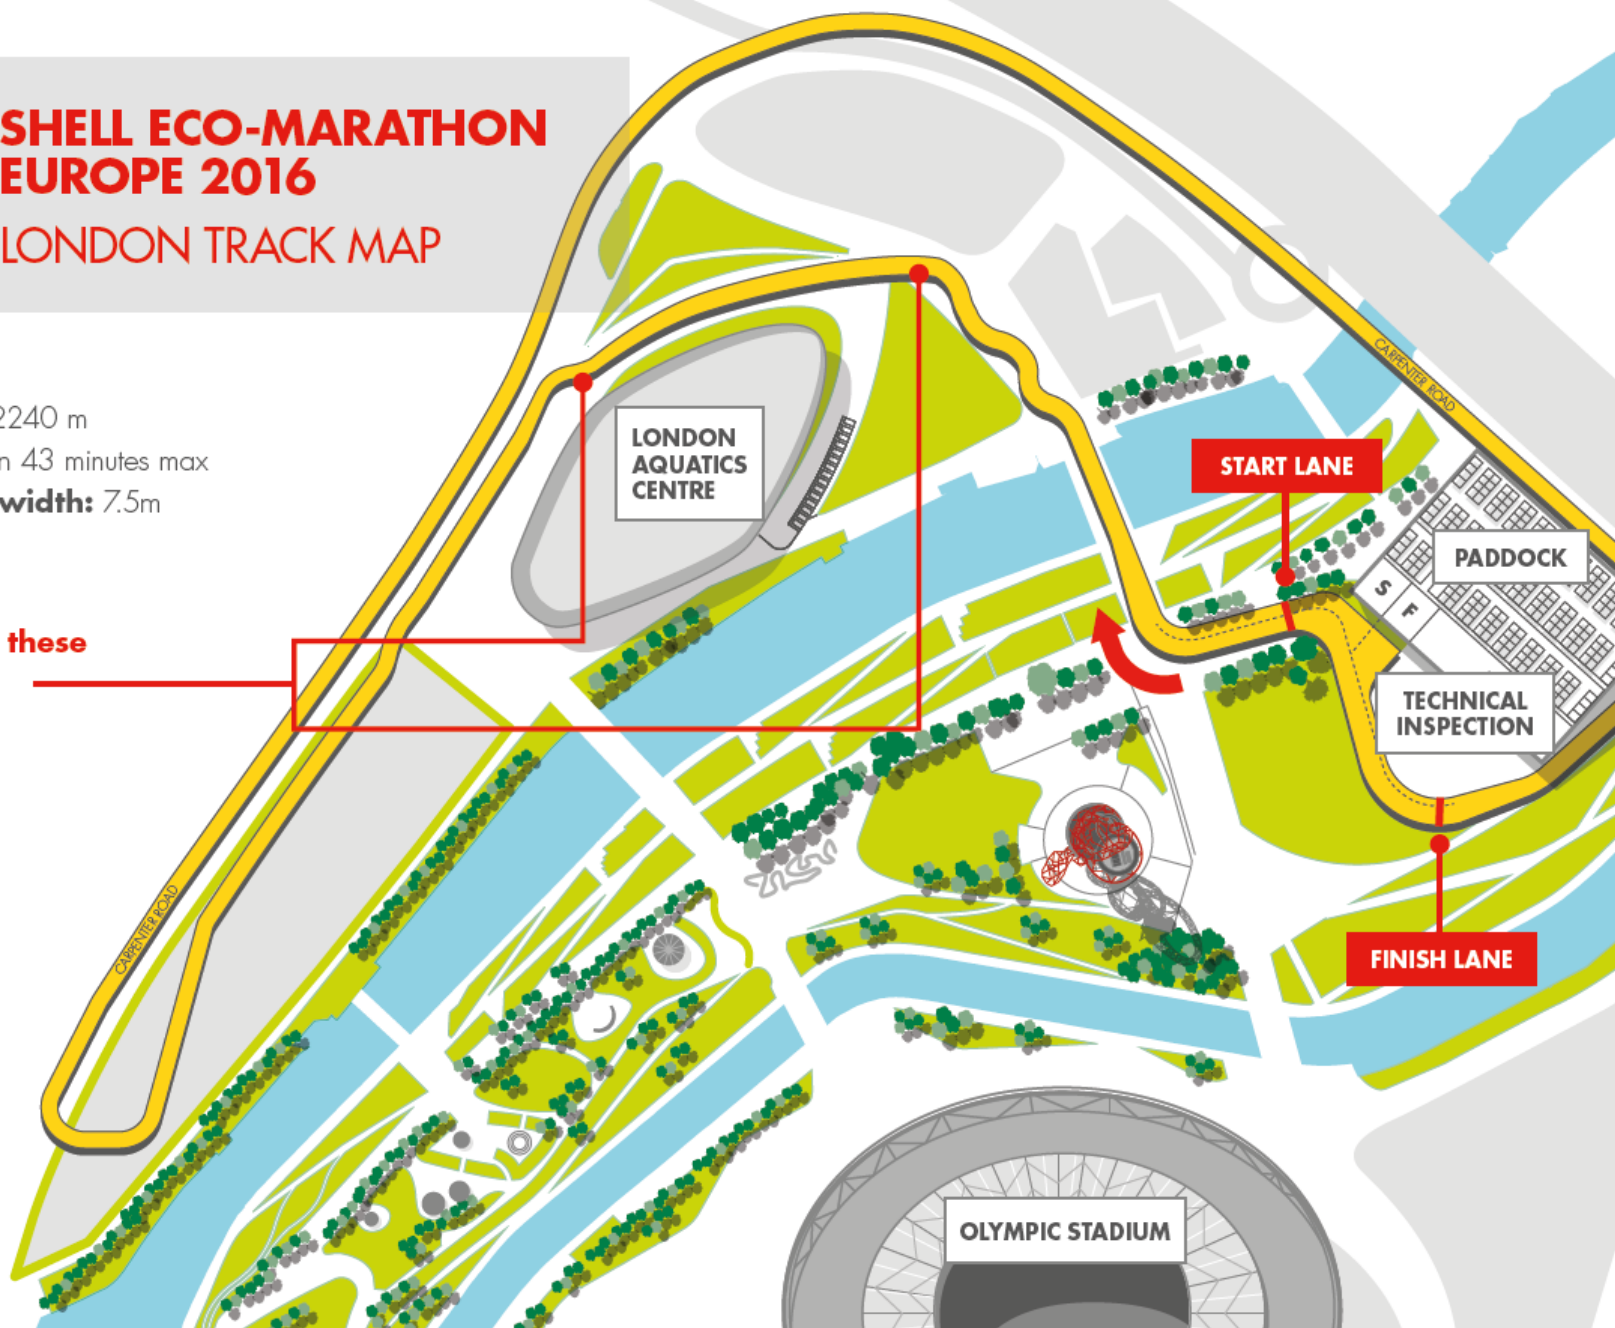 SHELL ECO-MARATHON
EUROPE 2016
LONDON TRACK MAP
2240 m
n 43 minutes max
width: 7.5m
these
LONDON
AQUATICS
CENTRE
CARPENTER ROAD
START LANE
PADDOCK
S F
TECHNICAL
INSPECTION
FINISH LANE
CARPENTER ROAD
OLYMPIC STADIUM